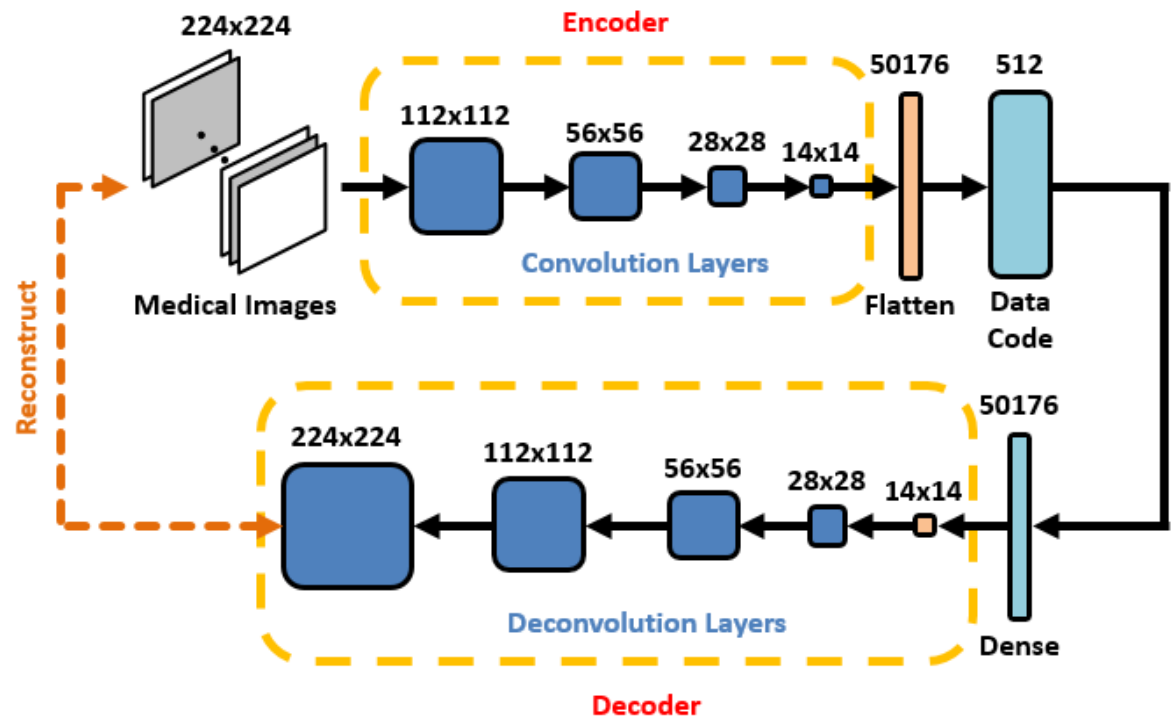 Encoder
224x224
50176
512
112x112
56x56
28x28
14x14
Convolution Layers
Medical Images
Flatten
Data
Code
Reconstruct
50176
224x224
112x112
56x56
28x28
14x14
Deconvolution Layers
Dense
Decoder